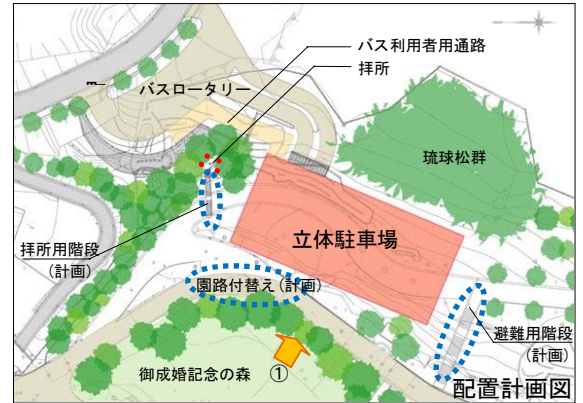 バス利用者用通路
拝所
バスロータリー
琉球松群
立体駐車場
拝所用階段
(計画)
園路付替え(計画)
避難用階段
(計画)
御成婚記念の森 ①
配置計画図